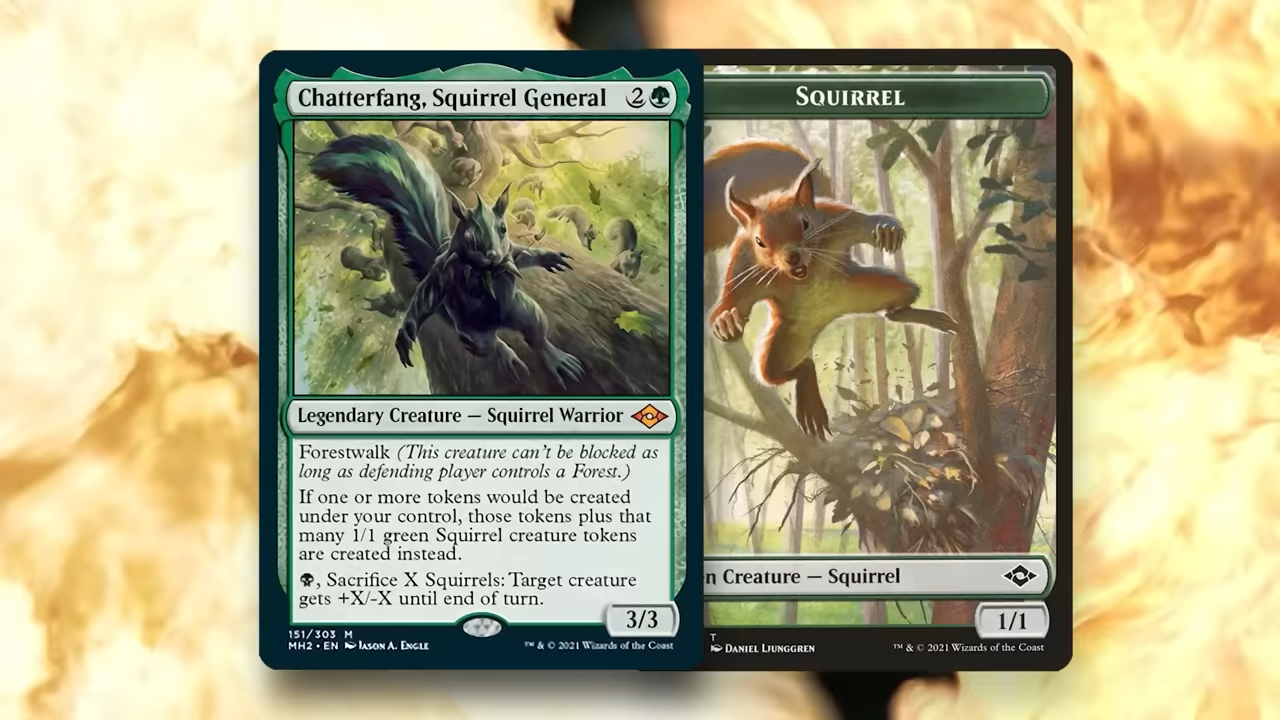 Chatterfang, Squirrel General 2
Legendary Creature — Squirrel Warrior
Forestwalk (This creature can't be blocked as
long as defending player controls a Forest.)
If one or more tokens would be created
under your control, those tokens plus that
many 1/1 green Squirrel creature tokens
are created instead.
, Sacrifice X Squirrels: Target creature
gets +X/-X until end of turn.
3/3
151/303 M
MH2 • EN Jason A. Engle
™ & © 2021 Wizards of the Coast
Squirrel
n Creature — Squirrel
1/1
T
Daniel Ljunggren
™ & © 2021 Wizards of the Coast